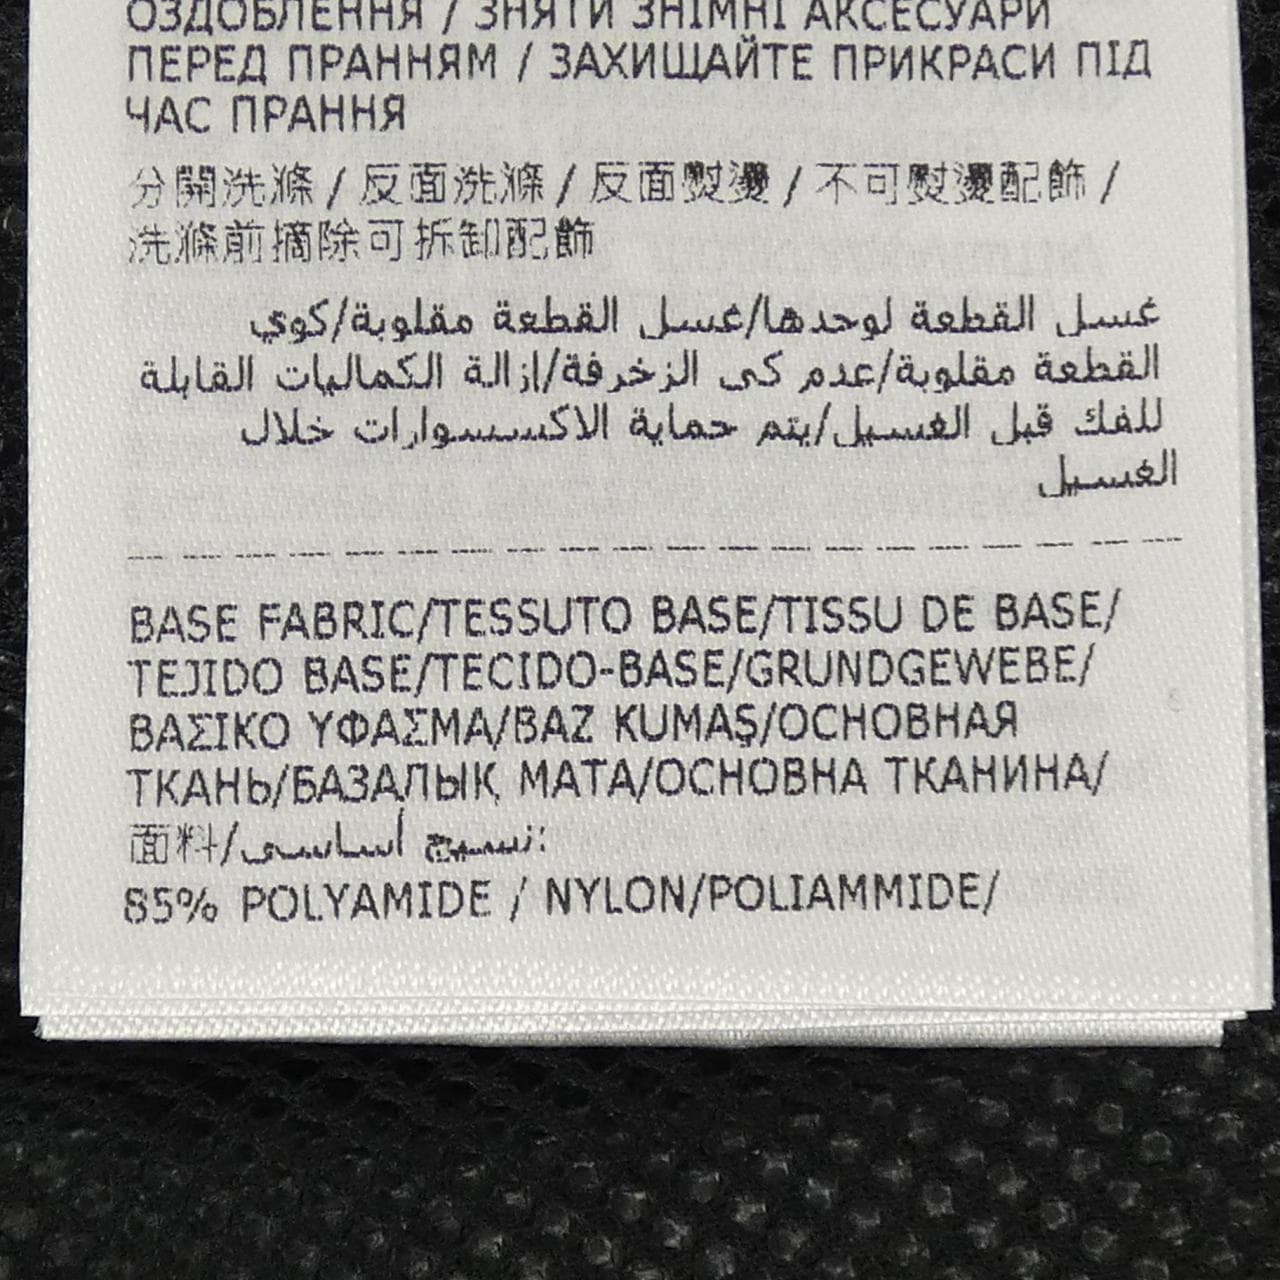 ОЗДОБЛЕННЯ / ЗНЯТИ ЗНІМНІ АКСЕСУАРИ
ПЕРЕД ПРАННЯМ / ЗАХИЩАЙТЕ ПРИКРАСИ ПІД
ЧАС ПРАННЯ
分開洗滌 / 反面洗滌 / 反面熨燙 / 不可熨燙配飾 /
洗滌前摘除可拆卸配飾
غسل القطعة لوحدها/غسل القطعة مقلوبة/كوي
القطعة مقلوبة/عدم كى الزخرفة/ازالة الكماليات القابلة
للفك قبل الغسيل/يتم حماية الاكسسوارات خلال
الغسيل
BASE FABRIC/TESSUTO BASE/TISSU DE BASE/
TEJIDO BASE/TECIDO-BASE/GRUNDGEWEBE/
ΒΑΣΙΚΟ ΥΦΑΣΜΑ/BAZ KUMAŞ/ОСНОВНАЯ
ТКАНЬ/БАЗАЛЫҚ МАТА/ОСНОВНА ТКАНИНА/
面料/نسيج أساسى:
85% POLYAMIDE / NYLON/POLIAMMIDE/